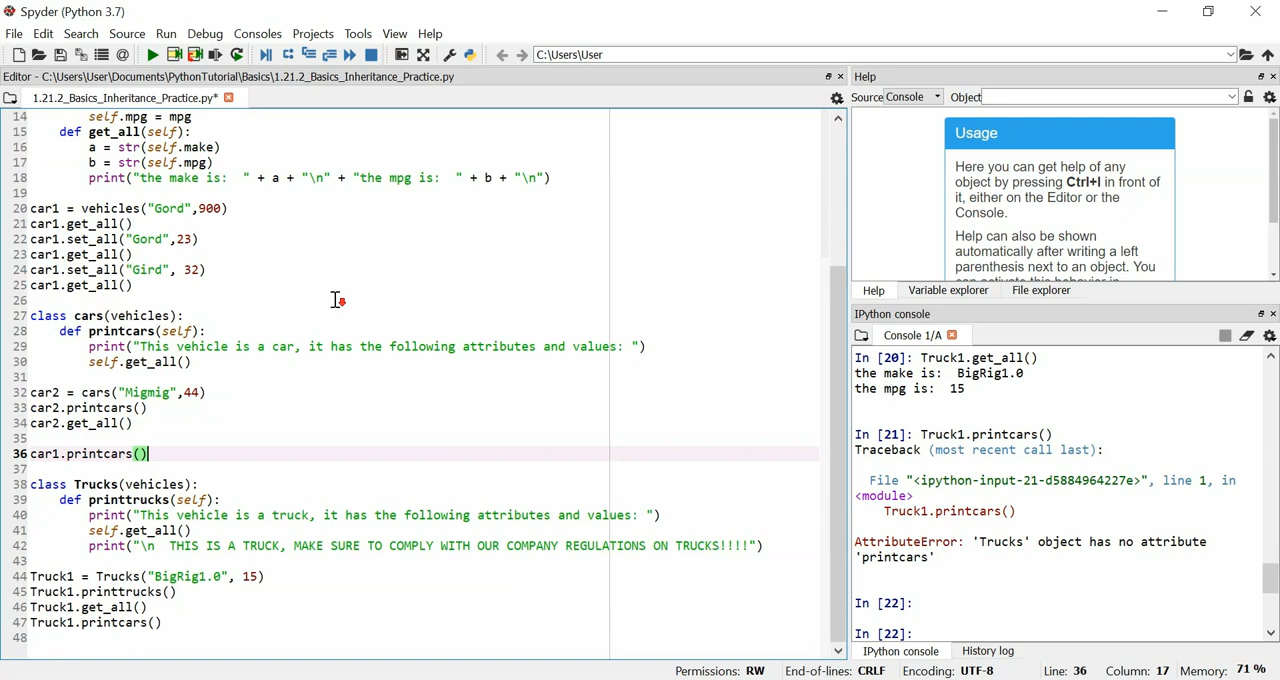 Spyder (Python 3.7)
File Edit Search Source Run Debug Consoles Projects Tools View Help
C:\Users\User
Editor - C:\Users\User\Documents\PythonTutorial\Basics\1.21.2_Basics_Inheritance_Practice.py
1.21.2_Basics_Inheritance_Practice.py*
14 self.mpg = mpg
15 def get_all(self):
16 a = str(self.make)
17 b = str(self.mpg)
18 print("the make is:  " + a + "\n" + "the mpg is:  " + b + "\n")
19
20 car1 = vehicles("Gord",900)
21 car1.get_all()
22 car1.set_all("Gord",23)
23 car1.get_all()
24 car1.set_all("Gird", 32)
25 car1.get_all()
26
27 class cars(vehicles):
28 def printcars(self):
29 print("This vehicle is a car, it has the following attributes and values: ")
30 self.get_all()
31
32 car2 = cars("Migmig",44)
33 car2.printcars()
34 car2.get_all()
35
36 car1.printcars()
37
38 class Trucks(vehicles):
39 def printtrucks(self):
40 print("This vehicle is a truck, it has the following attributes and values: ")
41 self.get_all()
42 print("\n  THIS IS A TRUCK, MAKE SURE TO COMPLY WITH OUR COMPANY REGULATIONS ON TRUCKS!!!!")
43
44 Truck1 = Trucks("BigRig1.0", 15)
45 Truck1.printtrucks()
46 Truck1.get_all()
47 Truck1.printcars()
48
Help
Source Console Object
Usage
Here you can get help of any
object by pressing Ctrl+I in front of
it, either on the Editor or the
Console.
Help can also be shown
automatically after writing a left
parenthesis next to an object. You
can activate this behavior in
Help Variable explorer File explorer
IPython console
Console 1/A
In [20]: Truck1.get_all()
the make is:  BigRig1.0
the mpg is:  15
In [21]: Truck1.printcars()
Traceback (most recent call last):
File "<ipython-input-21-d5884964227e>", line 1, in
<module>
Truck1.printcars()
AttributeError: 'Trucks' object has no attribute
'printcars'
In [22]:
In [22]:
IPython console History log
Permissions: RW End-of-lines: CRLF Encoding: UTF-8 Line: 36 Column: 17 Memory: 71 %